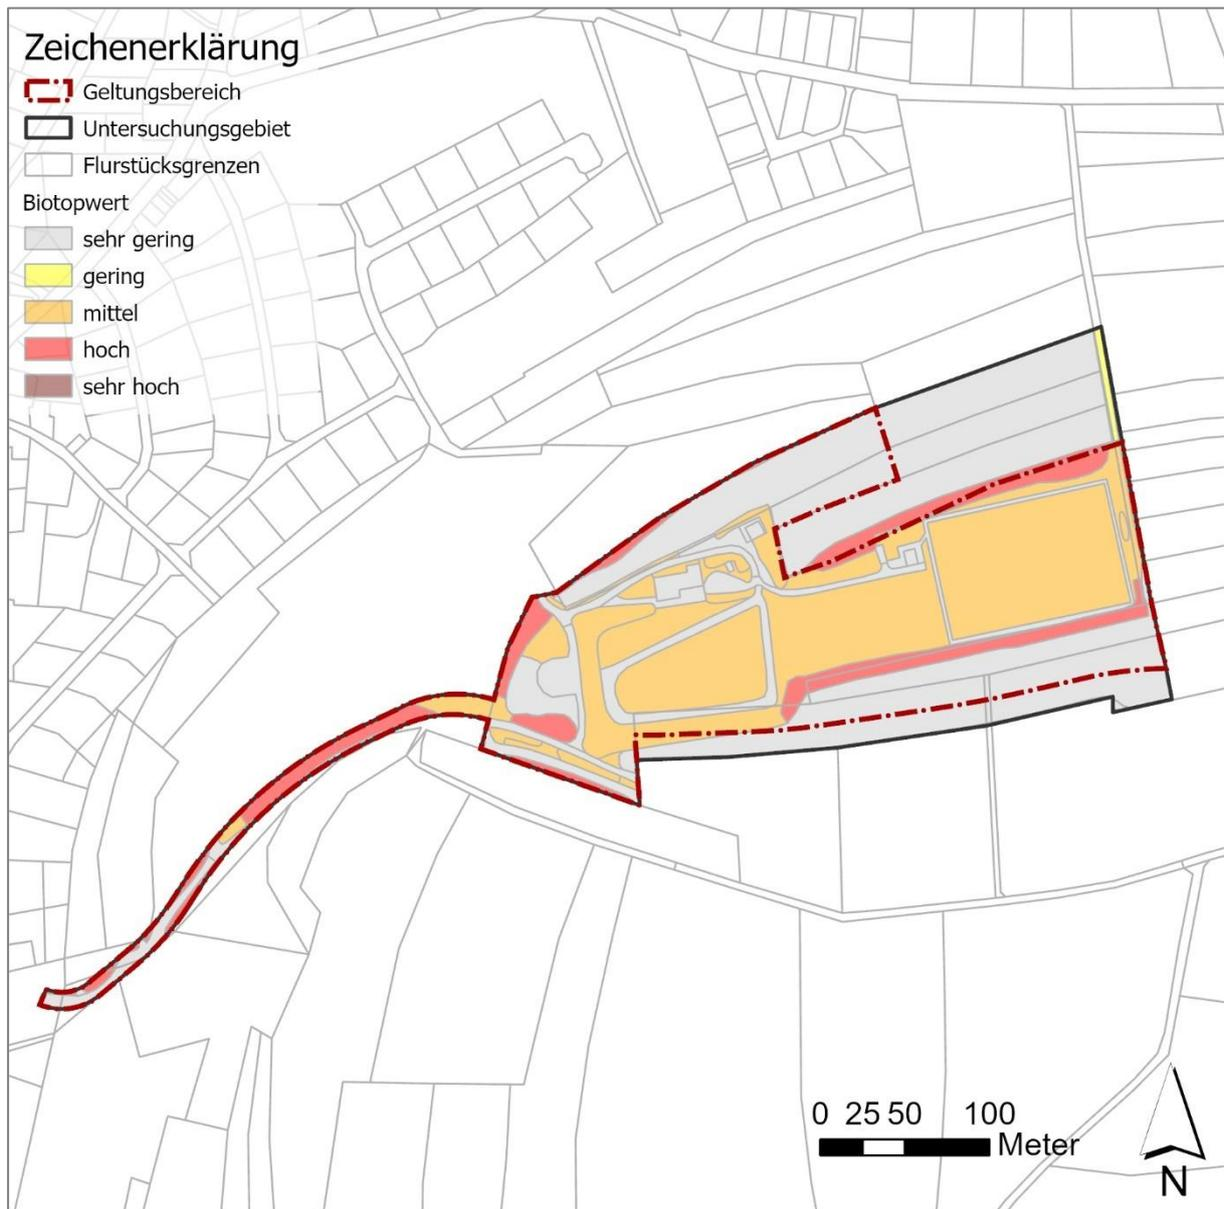 Zeichenerklärung
Geltungsbereich
Untersuchungsgebiet
Flurstücksgrenzen
Biotopwert
sehr gering
gering
mittel
hoch
sehr hoch
0 25 50 100
Meter
N